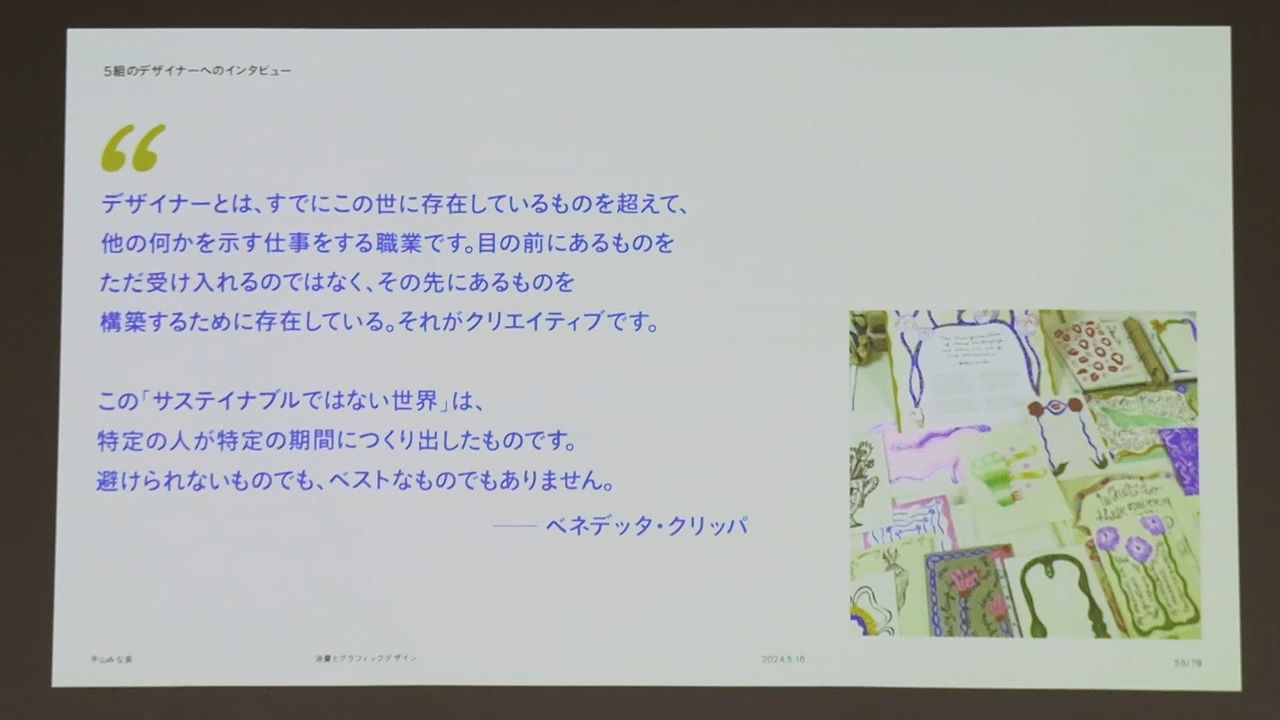 5組のデザイナーへのインタビュー
“
デザイナーとは、すでにこの世に存在しているものを超えて、
他の何かを示す仕事をする職業です。目の前にあるものを
ただ受け入れるのではなく、その先にあるものを
構築するために存在している。それがクリエイティブです。
この「サステイナブルではない世界」は、
特定の人が特定の期間につくり出したものです。
避けられないものでも、ベストなものでもありません。
—— ベネデッタ・クリッパ
平山みな美
消費とグラフィックデザイン
2024.5.16
55/78